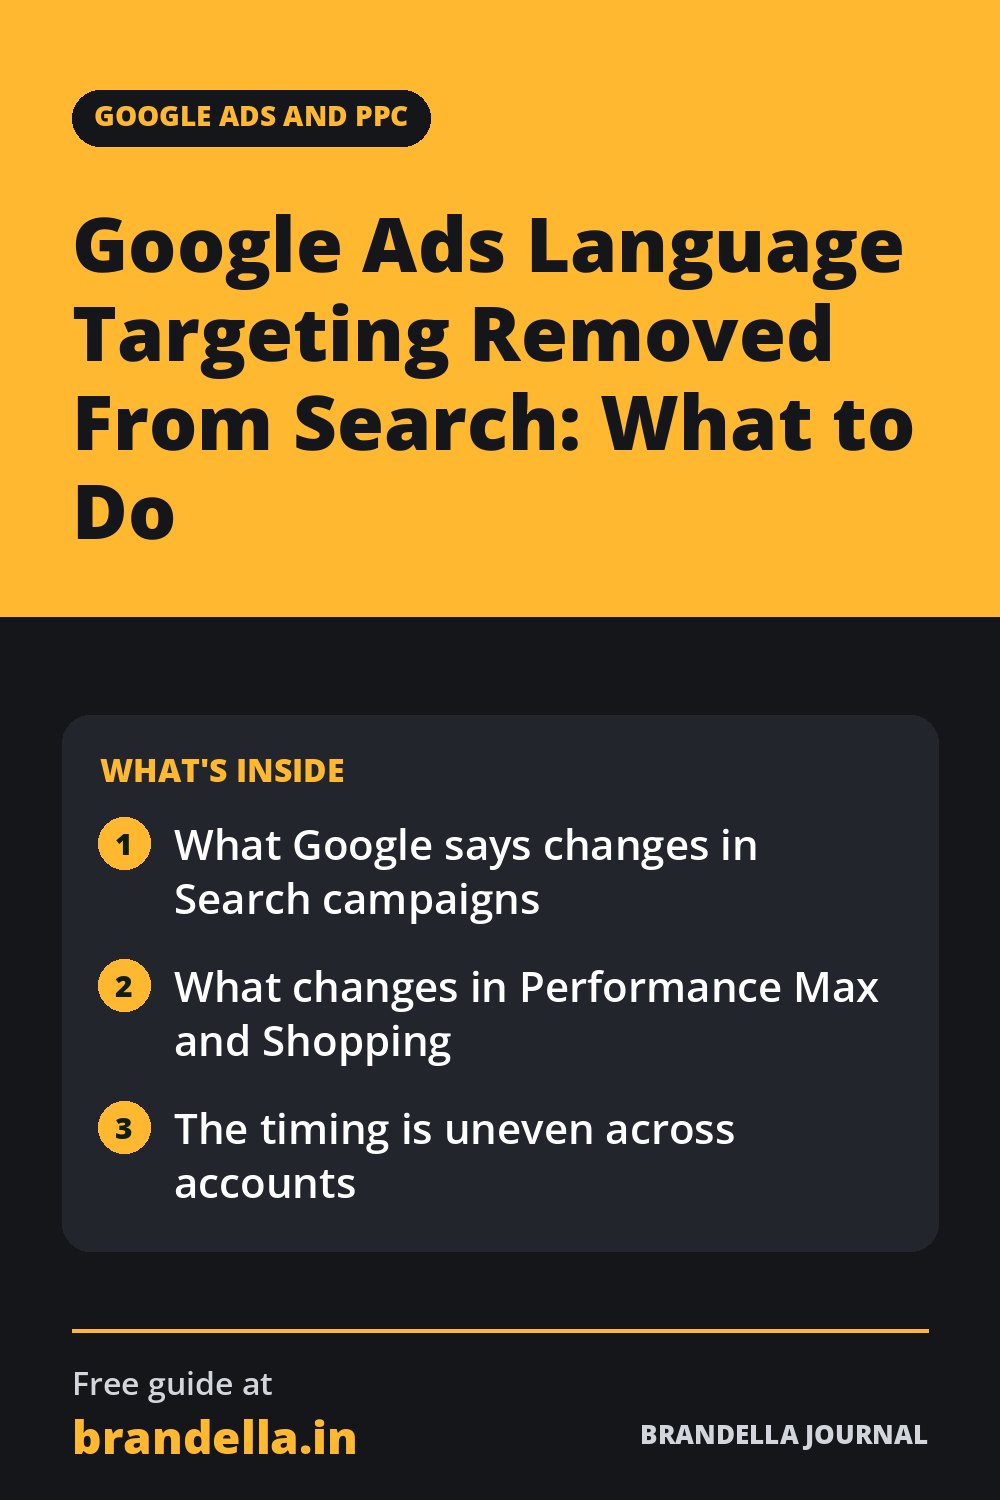 GOOGLE ADS AND PPC
Google Ads Language
Targeting Removed
From Search: What to
Do
WHAT'S INSIDE
1 What Google says changes in
Search campaigns
2 What changes in Performance Max
and Shopping
3 The timing is uneven across
accounts
Free guide at
brandella.in
BRANDELLA JOURNAL